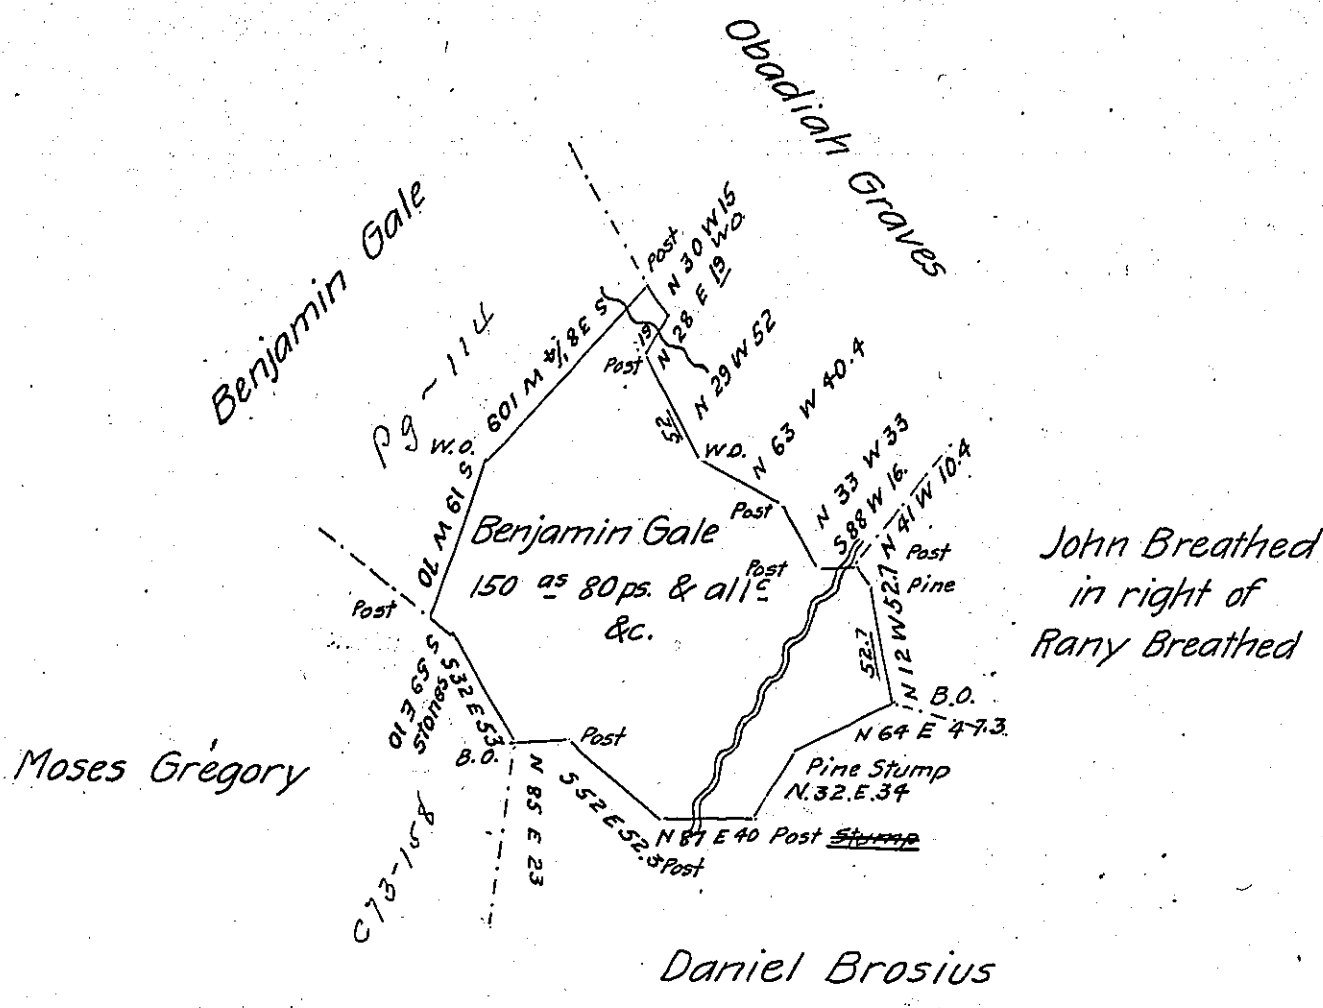 Obadiah Graves
Benjamin Gale
pg ~ 114
Post
N 30 W 15
N 28 E 19 W.O.
19
Post
S 38 1/4 W 109
N 29 W 52
52
W.O.
W.O.
N 63 W 40.4
Post
N 33 W 33
S 88 W 16.
N 41 W 10.4
Post
Post
Pine
S 19 W 70
Benjamin Gale
150 as 80 ps. & all c
&c.
John Breathed
in right of
Rany Breathed
Post
N 12 W 52.7
52.7
B.O.
N 64 E 47.3
S 59 E 10
Stones
S 32 E 53
B.O.
Post
N 85 E 23
S 52 E 52.3
Pine Stump
N. 32. E. 34
N 87 E 40 Post Stump
Post
Moses Gregory
C73-158
Daniel Brosius